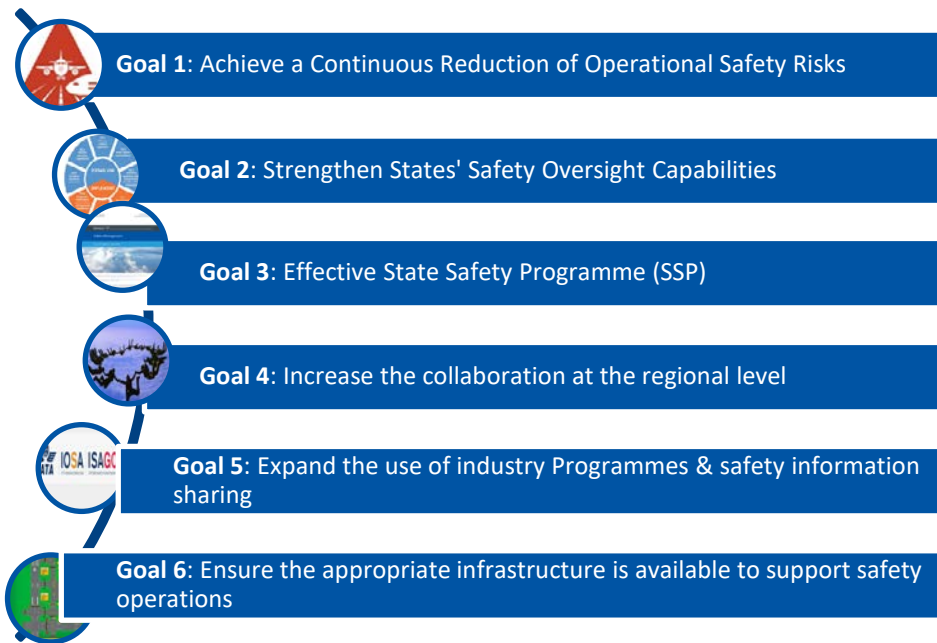 Goal 1: Achieve a Continuous Reduction of Operational Safety Risks
Goal 2: Strengthen States' Safety Oversight Capabilities
Goal 3: Effective State Safety Programme (SSP)
Goal 4: Increase the collaboration at the regional level
ATA IOSA ISAGO
Goal 5: Expand the use of industry Programmes & safety information
sharing
Goal 6: Ensure the appropriate infrastructure is available to support safety
operations